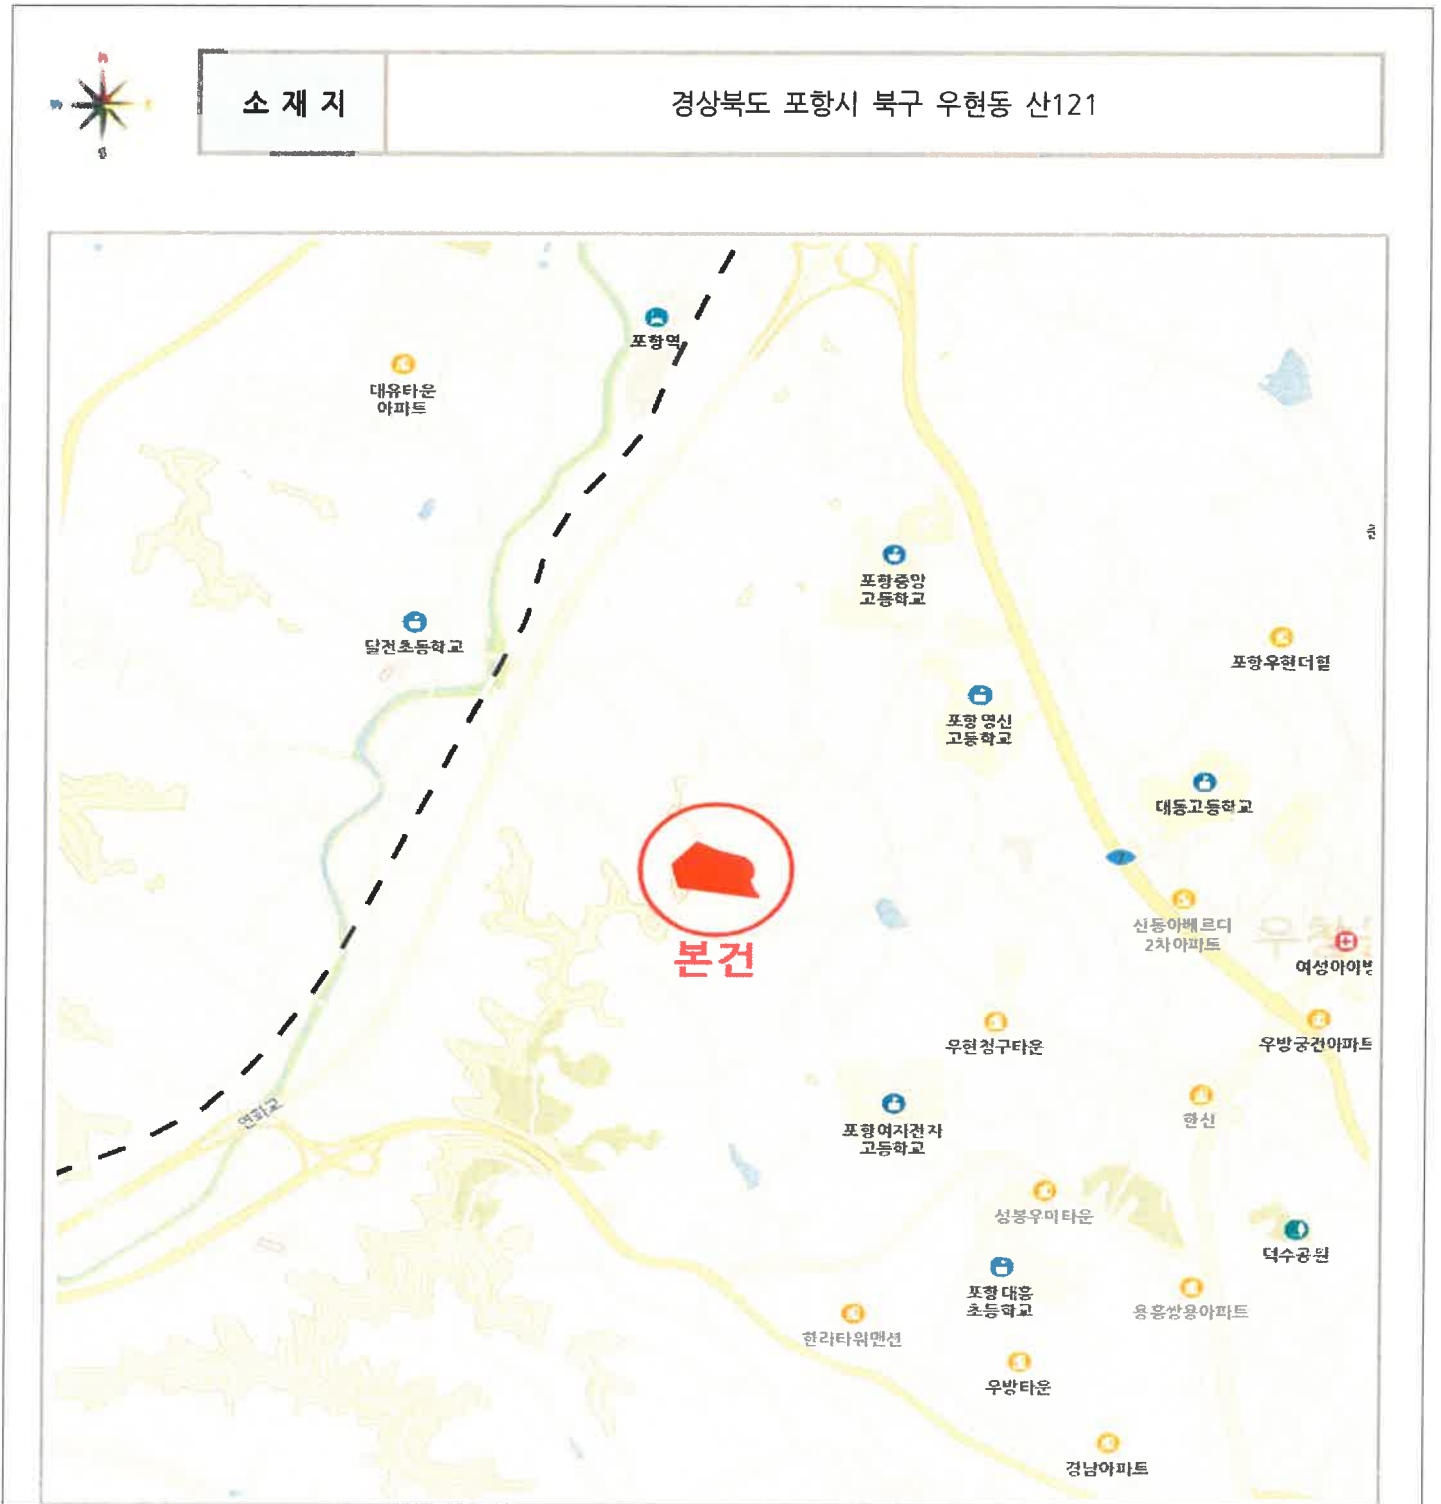 소 재 지
경상북도 포항시 북구 우현동 산121
포항역
대유타운
아파트
포항중앙
고등학교
달전초등학교
포항우현더힐
포항 명신
고등학교
대동고등학교
7
본건
신동아베르디
2차아파트
여성아이병
우현청구타운
우방궁전아파트
연화교
한신
포항여자전자
고등학교
성봉우미타운
덕수공원
포항 대흥
초등학교
용흥쌍용아파트
한라타워맨션
우방타운
경남아파트